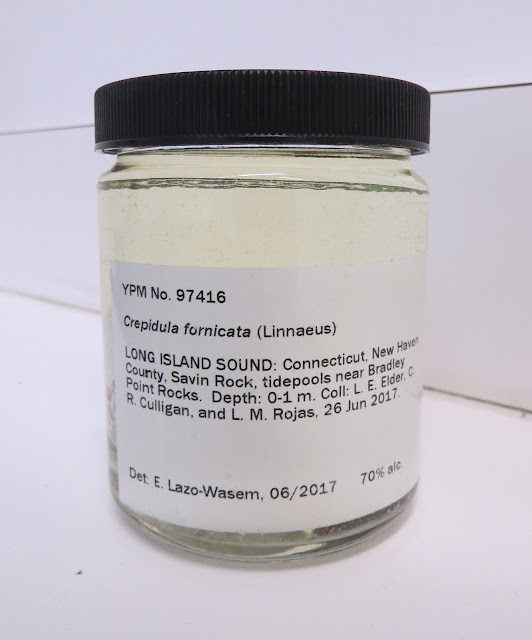 YPM No. 97416
Crepidula fornicata (Linnaeus)
LONG ISLAND SOUND: Connecticut, New Haven
County, Savin Rock, tidepools near Bradley
Point Rocks. Depth: 0-1 m. Coll: L. E. Elder, C.
R. Culligan, and L. M. Rojas, 26 Jun 2017.
Det: E. Lazo-Wasem, 06/2017 70% alc.